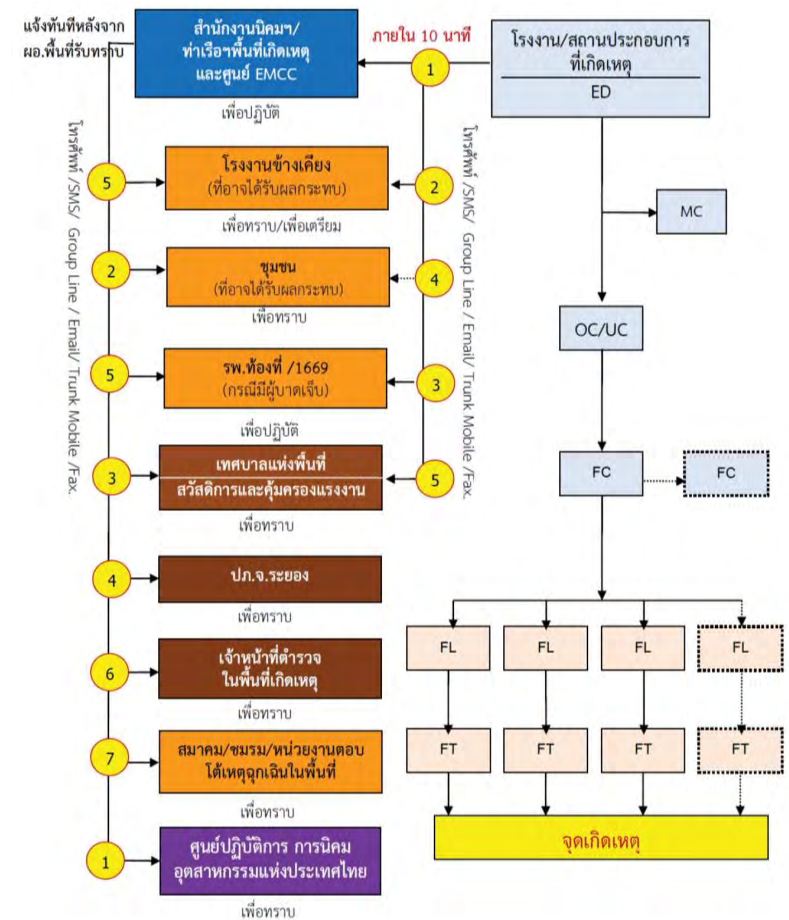 แจ้งทันทีหลังจาก
ผอ.พื้นที่รับทราบ
สำนักงานนิคมฯ/
ท่าเรือฯพื้นที่เกิดเหตุ
และศูนย์ EMCC
เพื่อปฏิบัติ
ภายใน 10 นาที
1
โรงงาน/สถานประกอบการ
ที่เกิดเหตุ
ED
โทรศัพท์ /SMS/ Group Line / Email/ Trunk Mobile /Fax.
โทรศัพท์ /SMS/ Group Line / Email/ Trunk Mobile /Fax.
5
โรงงานข้างเคียง
(ที่อาจได้รับผลกระทบ)
2
เพื่อทราบ/เพื่อเตรียม
MC
2
ชุมชน
(ที่อาจได้รับผลกระทบ)
4
เพื่อทราบ
OC/UC
5
รพ.ท้องที่ /1669
(กรณีมีผู้บาดเจ็บ)
3
เพื่อปฏิบัติ
3
เทศบาลแห่งพื้นที่
สวัสดิการและคุ้มครองแรงงาน
5
เพื่อทราบ
FC
FC
4
ปภ.จ.ระยอง
เพื่อทราบ
6
เจ้าหน้าที่ตำรวจ
ในพื้นที่เกิดเหตุ
เพื่อทราบ
FL
FL
FL
FL
7
สมาคม/ชมรม/หน่วยงานตอบ
โต้เหตุฉุกเฉินในพื้นที่
เพื่อทราบ
FT
FT
FT
FT
1
ศูนย์ปฏิบัติการ การนิคม
อุตสาหกรรมแห่งประเทศไทย
เพื่อทราบ
จุดเกิดเหตุ